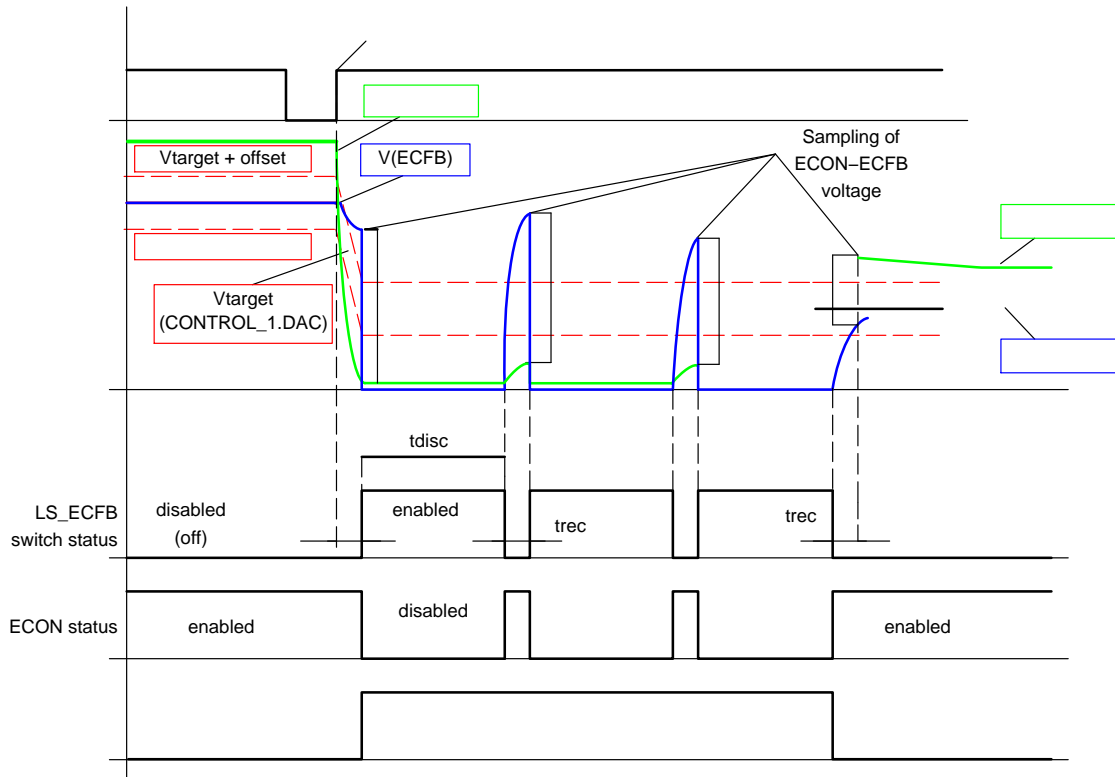 Sampling of
ECON−ECFB
voltage
Vtarget + offset
V(ECFB)
Vtarget
(CONTROL_1.DAC)
tdisc
LS_ECFB
switch status
disabled
(off)
enabled
trec
trec
ECON status
enabled
disabled
enabled